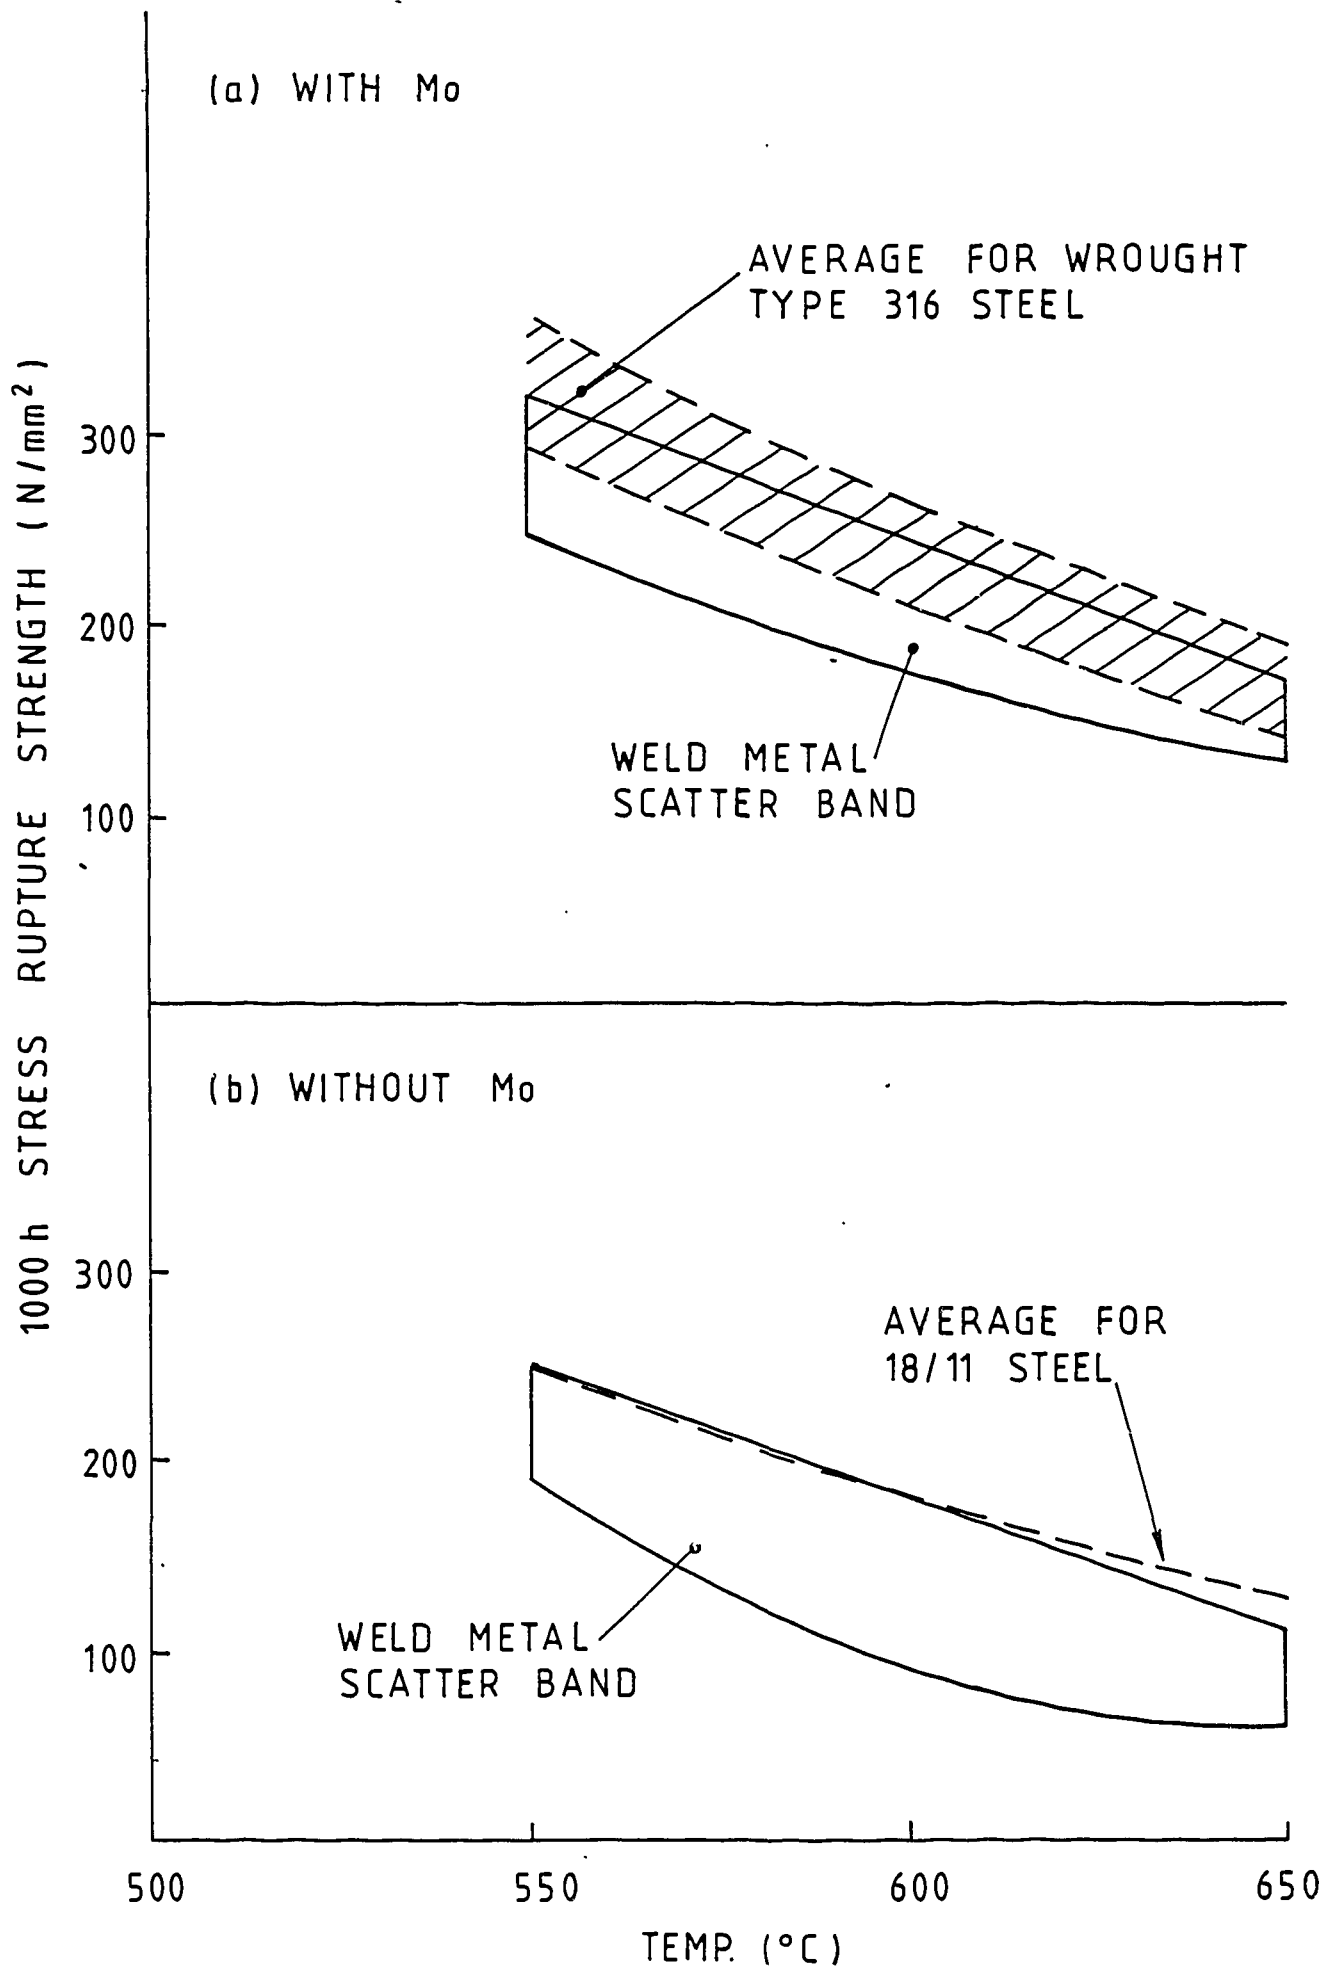 (a) WITH Mo
AVERAGE FOR WROUGHT
TYPE 316 STEEL
300
200
100
WELD METAL
SCATTER BAND
1000 h STRESS RUPTURE STRENGTH (N/mm²)
(b) WITHOUT Mo
300
200
100
AVERAGE FOR
18/11 STEEL
WELD METAL
SCATTER BAND
500 550 600 650
TEMP. (°C)